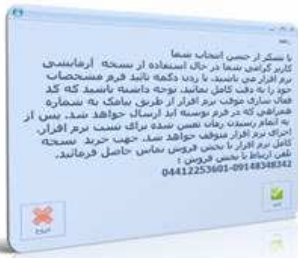 با تشکر از حسن انتخاب شما
کاربر گرامی شما در حال استفاده از نسخه آزمایشی
نرم افزار می باشید. با زدن دکمه تائید فرم مشخصات
خود را به دقت کامل نمائید. توجه داشته باشید که کد
فعال سازی موقت نرم افزار از طریق پیامک به شماره
همراهی که در فرم نوشته اید ارسال خواهد شد. پس از
به اتمام رسیدن زمان تعیین شده برای تست نرم افزار،
اجرای نرم افزار متوقف خواهد شد. جهت خرید نسخه
کامل نرم افزار با بخش فروش تماس حاصل فرمائید.
تلفن ارتباط با بخش فروش :
04412253601-09148348342